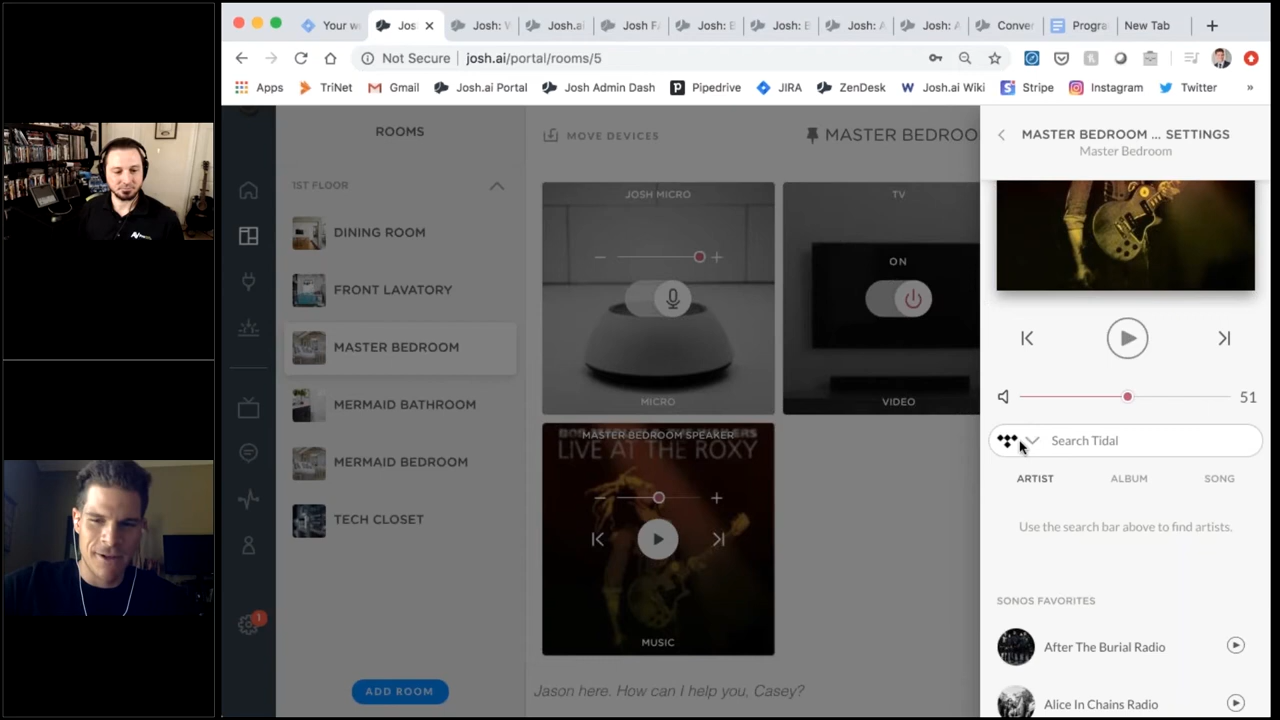 Your w
Jos
Josh: V
Josh.ai
Josh F
Josh: E
Josh: E
Josh: A
Josh: A
Conver
Progra
New Tab
Not Secure
josh.ai/portal/rooms/5
Apps
TriNet
Gmail
Josh.ai Portal
Josh Admin Dash
Pipedrive
JIRA
ZenDesk
Josh.ai Wiki
Stripe
Instagram
Twitter
»
ROOMS
1ST FLOOR
DINING ROOM
FRONT LAVATORY
MASTER BEDROOM
MERMAID BATHROOM
MERMAID BEDROOM
TECH CLOSET
1
ADD ROOM
MOVE DEVICES
MASTER BEDROO
JOSH MICRO
MICRO
TV
ON
VIDEO
MASTER BEDROOM SPEAKER
LIVE AT THE ROXY
MUSIC
Jason here. How can I help you, Casey?
MASTER BEDROOM ... SETTINGS
Master Bedroom
51
Search Tidal
ARTIST ALBUM SONG
Use the search bar above to find artists.
SONOS FAVORITES
After The Burial Radio
Alice In Chains Radio